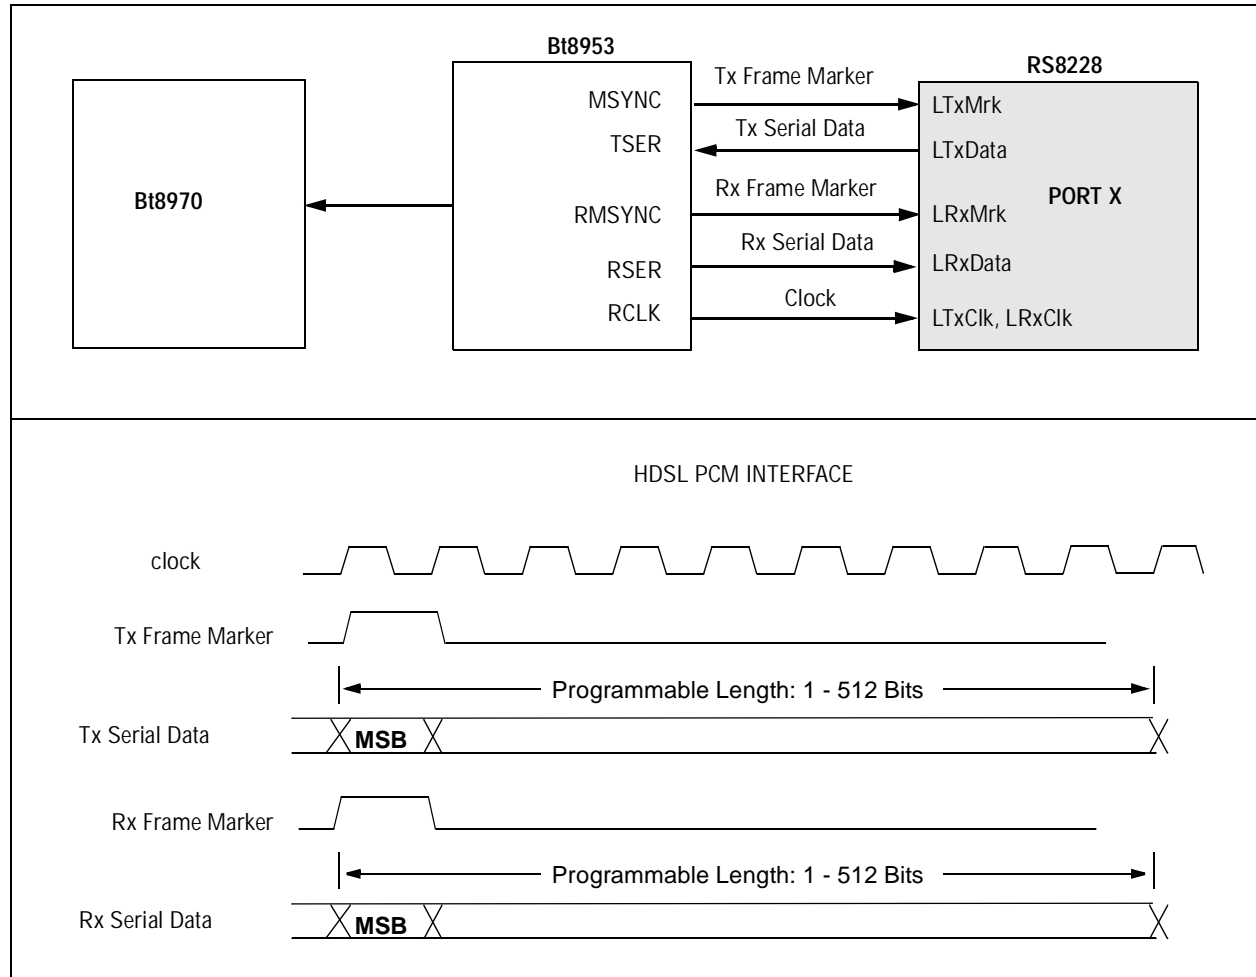 Bt8953
RS8228
Bt8970
MSYNC
TSER
RMSYNC
RSER
RCLK
Tx Frame Marker
Tx Serial Data
Rx Frame Marker
Rx Serial Data
Clock
LTxMrk
LTxData
PORT X
LRxMrk
LRxData
LTxClk, LRxClk
HDSL PCM INTERFACE
clock
Tx Frame Marker
Programmable Length: 1 - 512 Bits
Tx Serial Data
MSB
Rx Frame Marker
Programmable Length: 1 - 512 Bits
Rx Serial Data
MSB